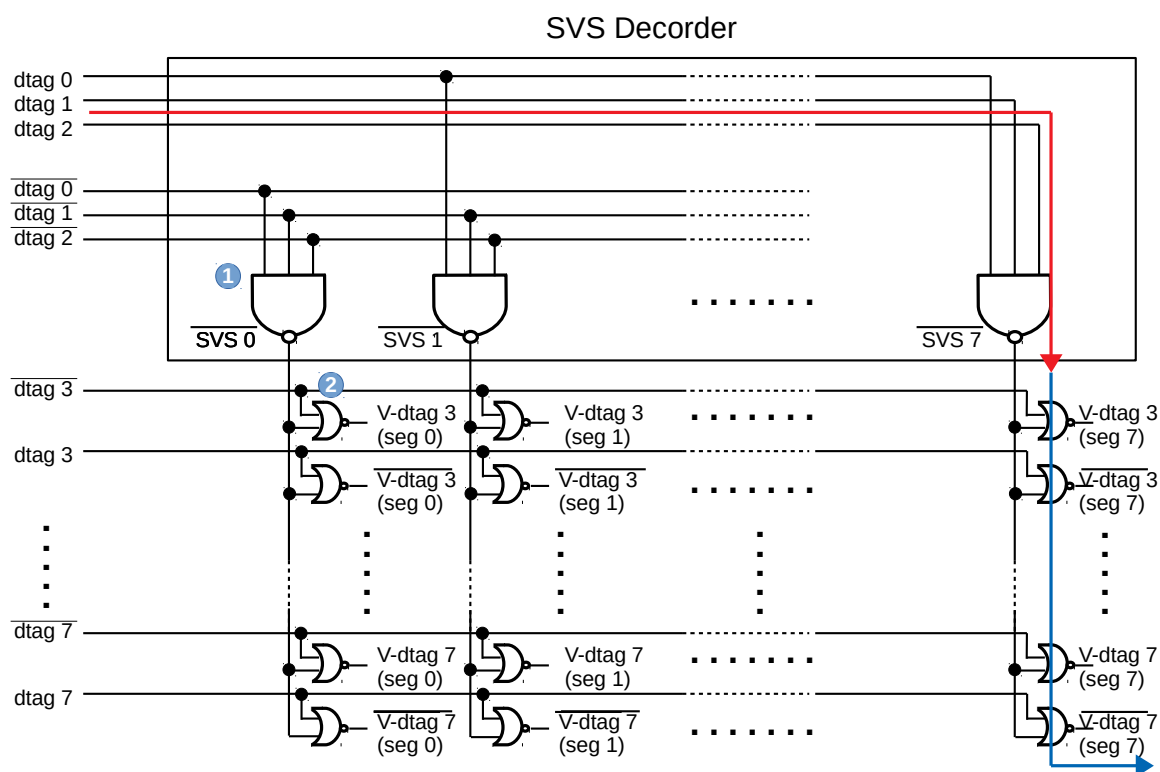 SVS Decorder
dtag 0
dtag 1
dtag 2
dtag 0
dtag 1
dtag 2
1
SVS 0
SVS 1
SVS 7
dtag 3
2
V-dtag 3
(seg 0)
V-dtag 3
(seg 1)
V-dtag 3
(seg 7)
dtag 3
V-dtag 3
(seg 0)
V-dtag 3
(seg 1)
V-dtag 3
(seg 7)
dtag 7
V-dtag 7
(seg 0)
V-dtag 7
(seg 1)
V-dtag 7
(seg 7)
dtag 7
V-dtag 7
(seg 0)
V-dtag 7
(seg 1)
V-dtag 7
(seg 7)